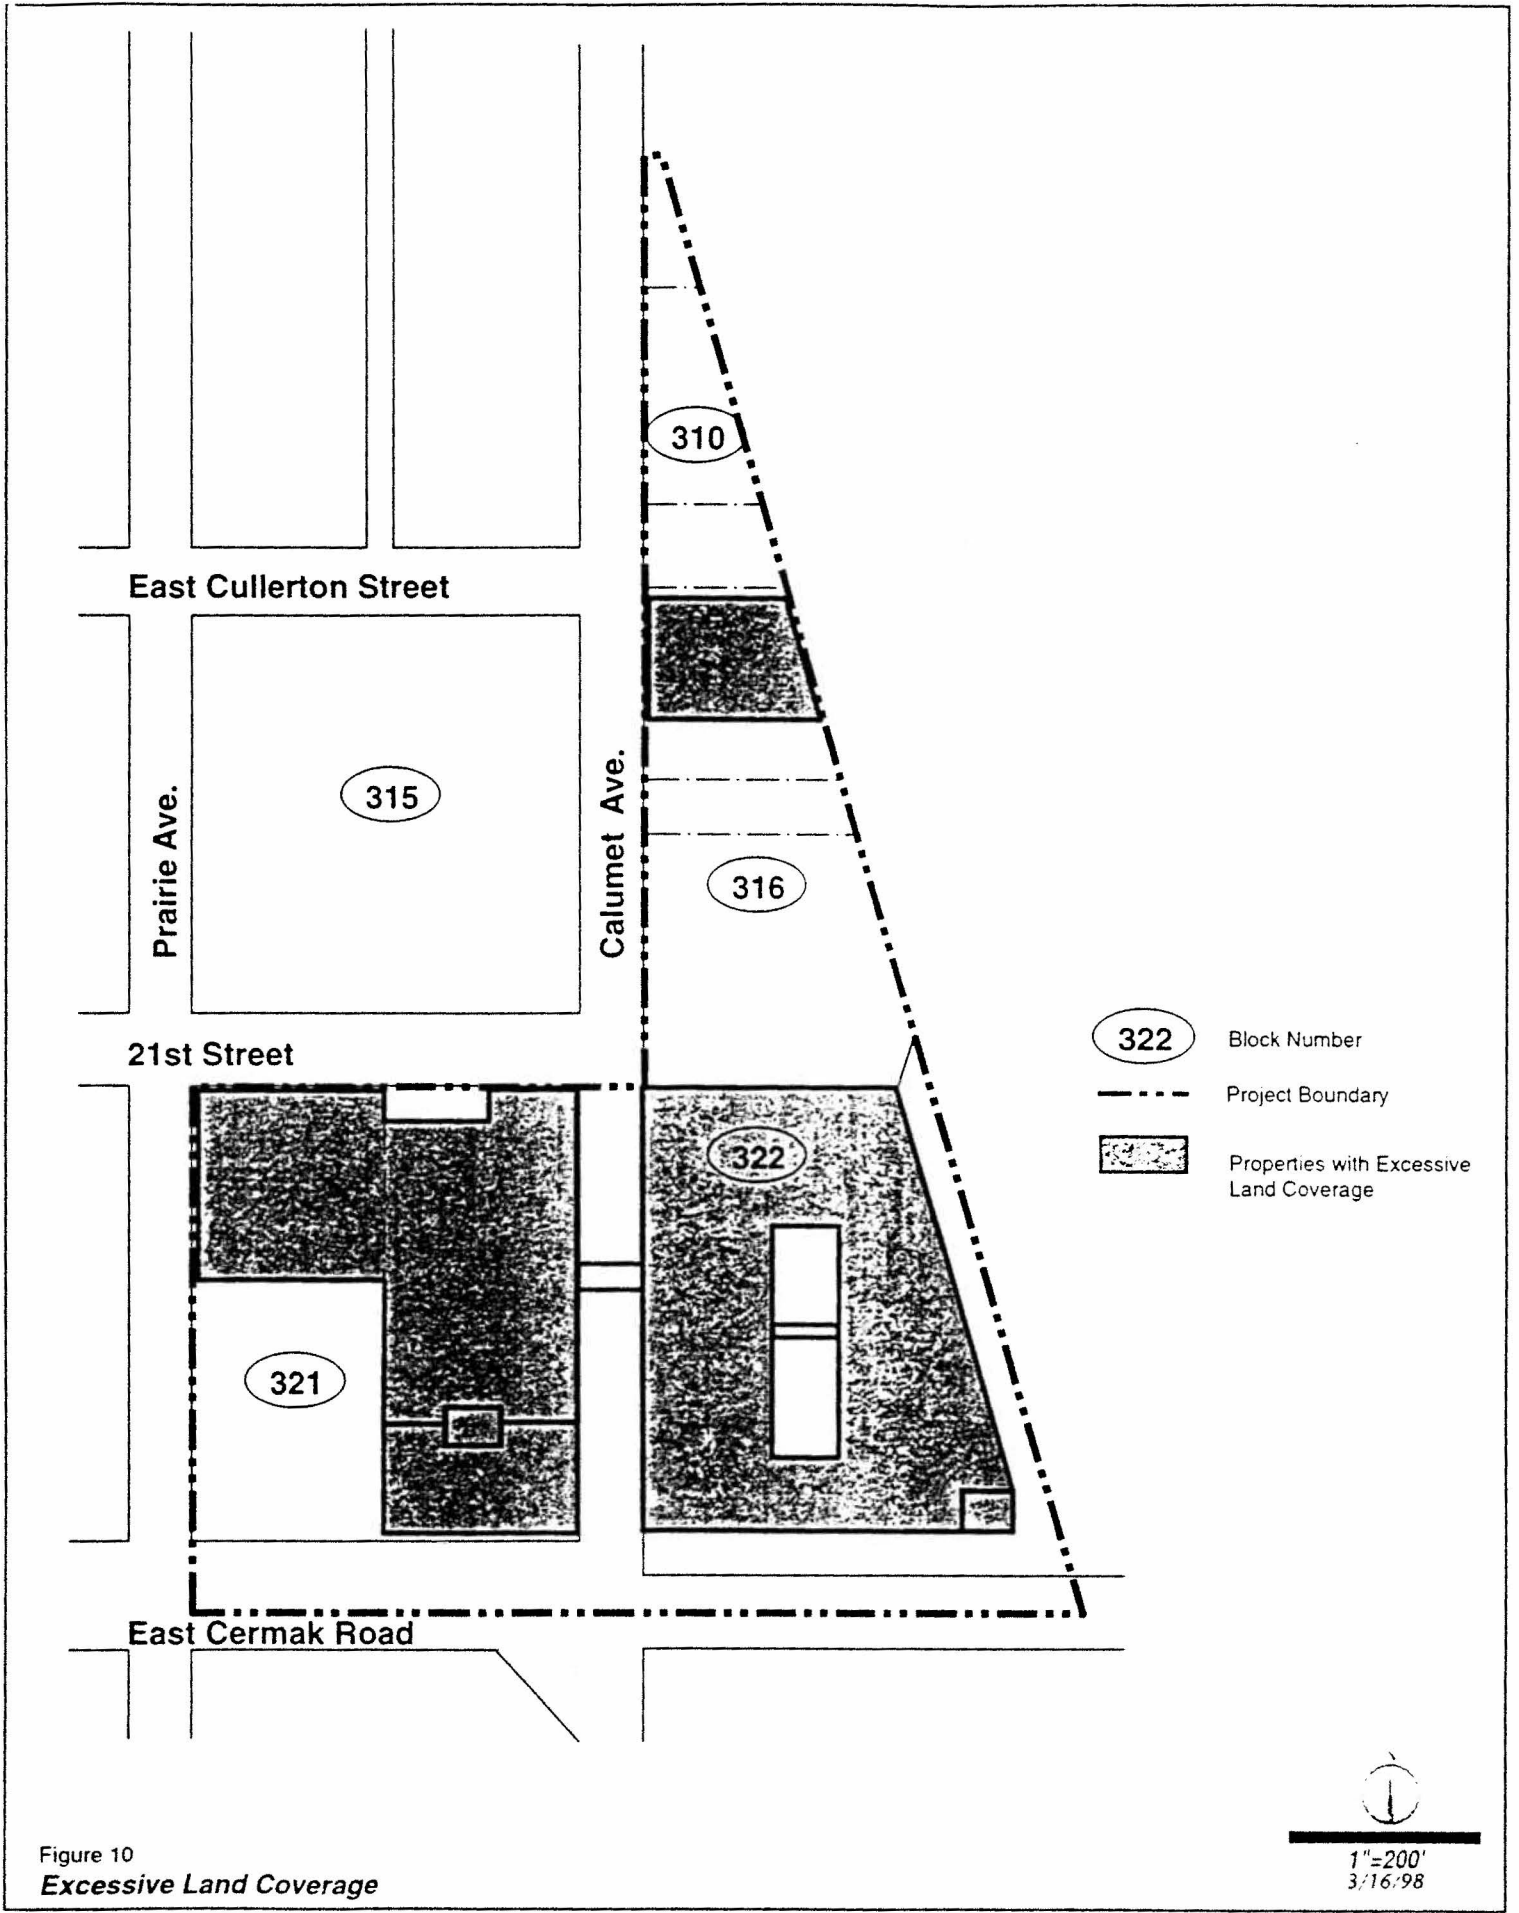 310
East Cullerton Street
315
Prairie Ave.
Calumet Ave.
316
21st Street
322
Block Number
Project Boundary
322
Properties with Excessive
Land Coverage
321
East Cermak Road
1"=200'
3/16/98
Figure 10
Excessive Land Coverage